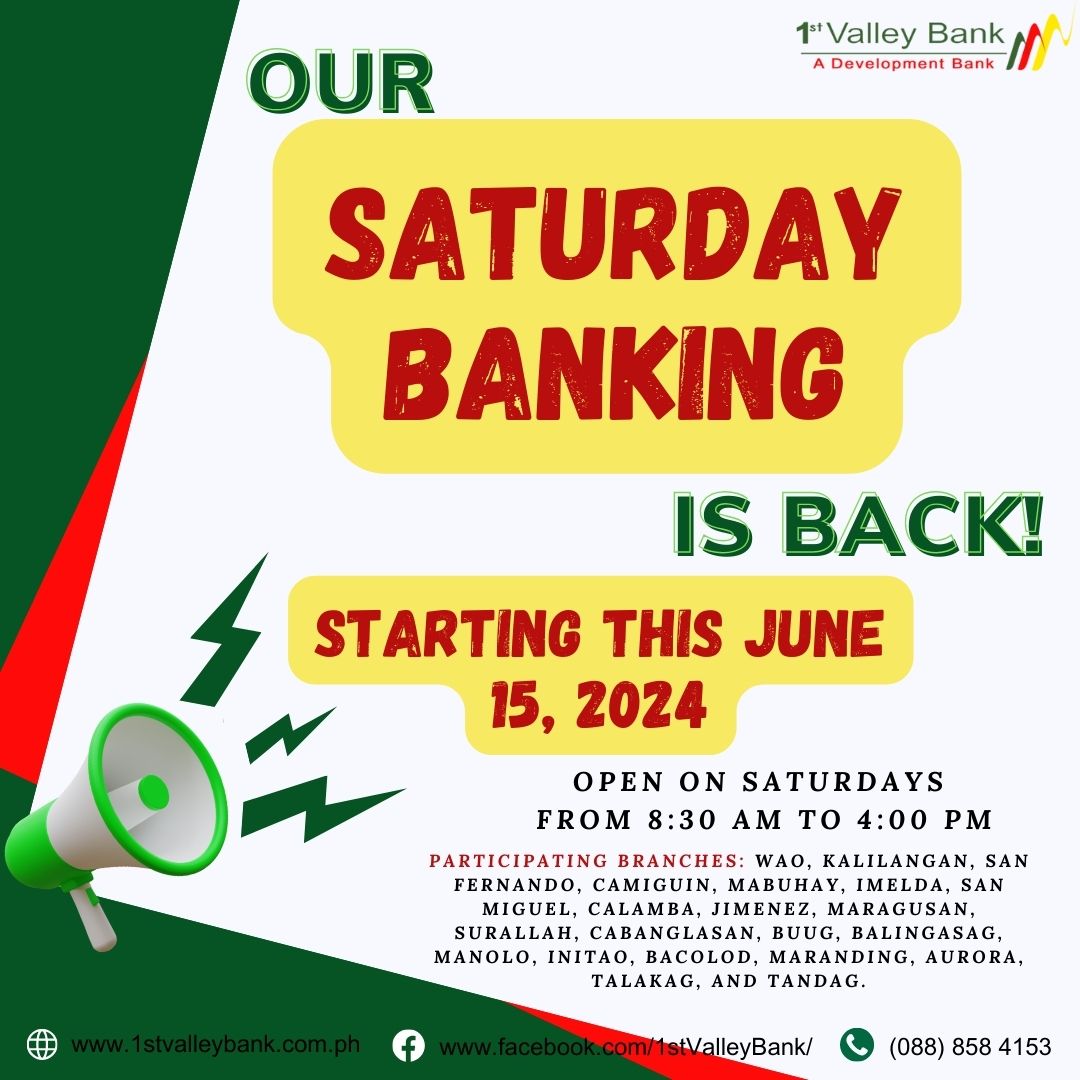 1st Valley Bank
A Development Bank
OUR
SATURDAY
BANKING
IS BACK!
STARTING THIS JUNE
15, 2024
OPEN ON SATURDAYS
FROM 8:30 AM TO 4:00 PM
PARTICIPATING BRANCHES: WAO, KALILANGAN, SAN
FERNANDO, CAMIGUIN, MABUHAY, IMELDA, SAN
MIGUEL, CALAMBA, JIMENEZ, MARAGUSAN,
SURALLAH, CABANGLASAN, BUUG, BALINGASAG,
MANOLO, INITAO, BACOLOD, MARANDING, AURORA,
TALAKAG, AND TANDAG.
www.1stvalleybank.com.ph
www.facebook.com/1stValleyBank/
(088) 858 4153